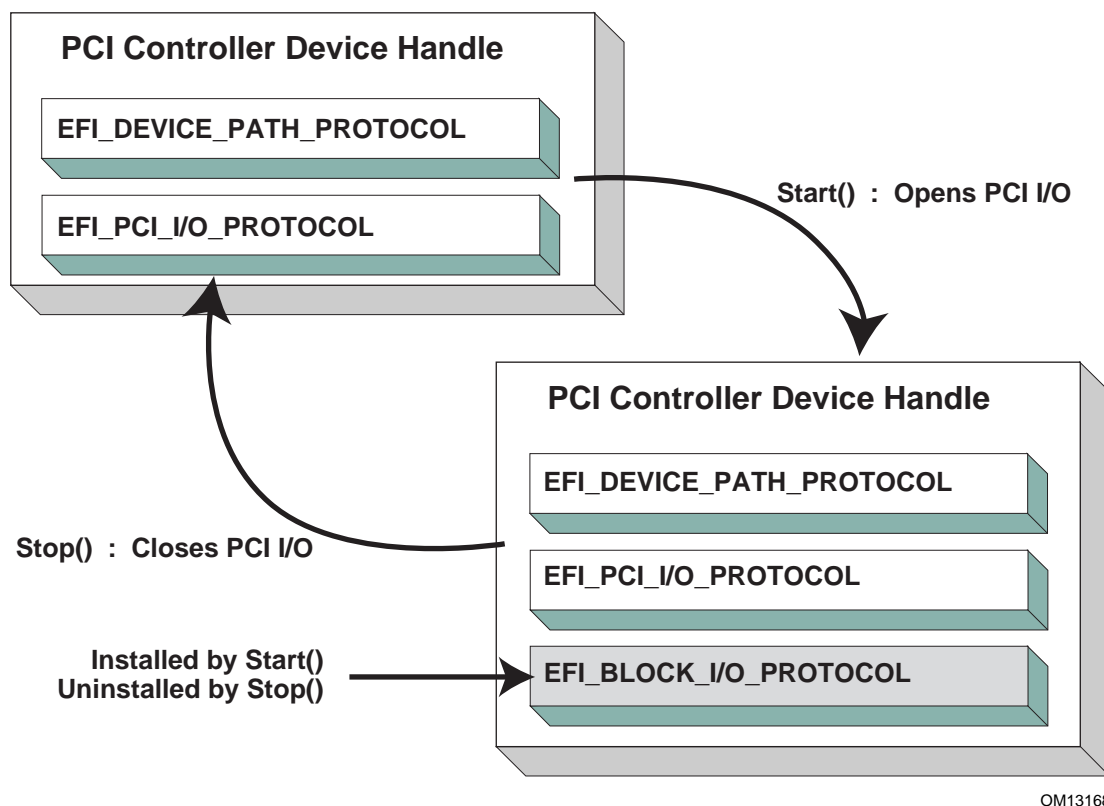 PCI Controller Device Handle
EFI_DEVICE_PATH_PROTOCOL
EFI_PCI_I/O_PROTOCOL
Start() : Opens PCI I/O
PCI Controller Device Handle
EFI_DEVICE_PATH_PROTOCOL
Stop() : Closes PCI I/O
EFI_PCI_I/O_PROTOCOL
Installed by Start()
Uninstalled by Stop()
EFI_BLOCK_I/O_PROTOCOL
OM13168